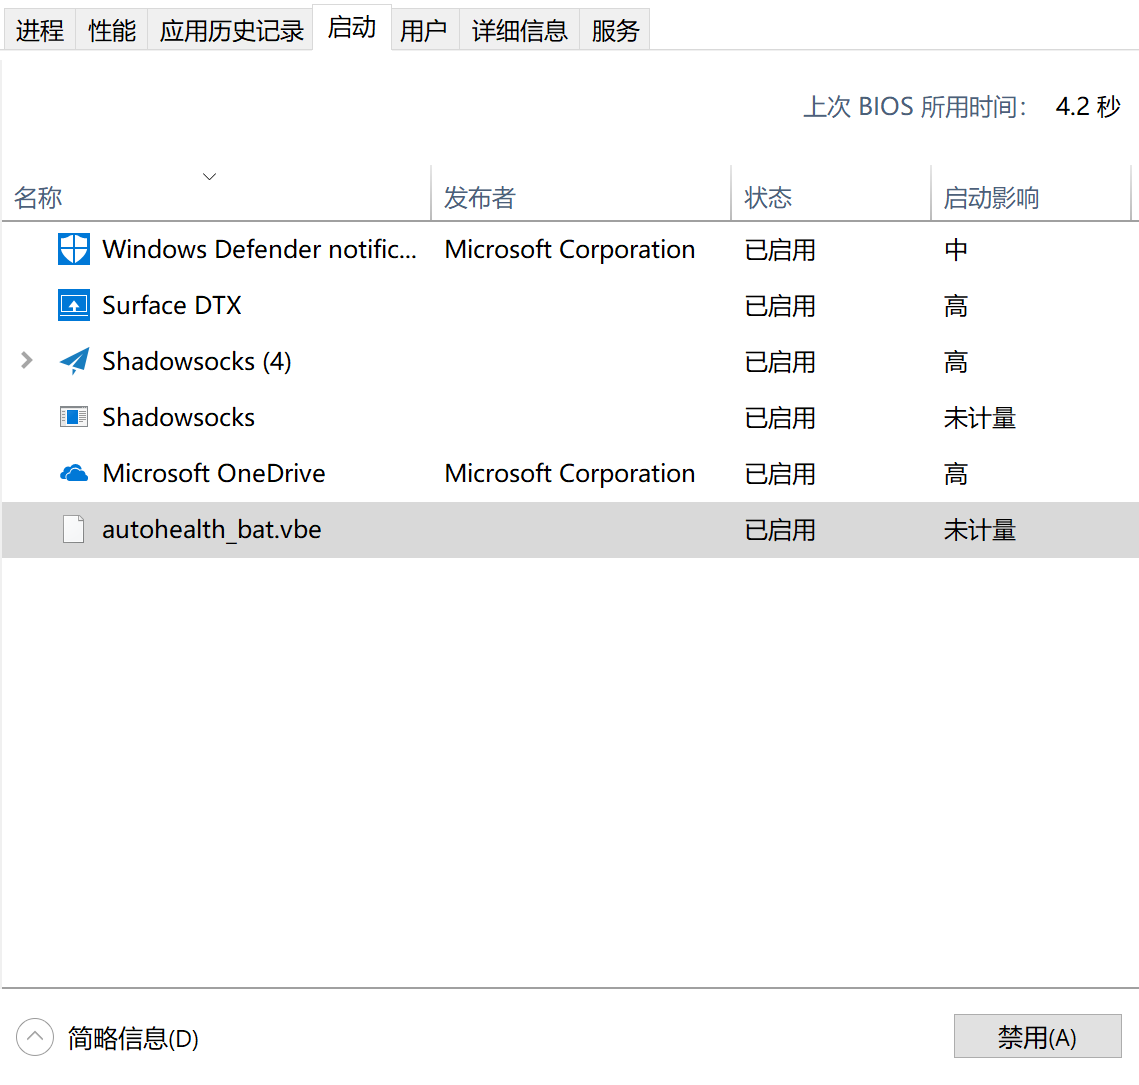 进程 性能 应用历史记录 启动 用户 详细信息 服务
上次 BIOS 所用时间: 4.2 秒
名称 发布者 状态 启动影响
Windows Defender notific... Microsoft Corporation 已启用 中
Surface DTX 已启用 高
Shadowsocks (4) 已启用 高
Shadowsocks 已启用 未计量
Microsoft OneDrive Microsoft Corporation 已启用 高
autohealth_bat.vbe 已启用 未计量
简略信息(D) 禁用(A)